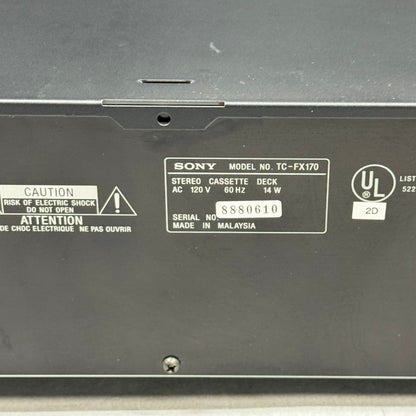 CAUTION
RISK OF ELECTRIC SHOCK
DO NOT OPEN
ATTENTION
DE CHOC ELECTRIQUE NE PAS OUVRIR
SONY MODEL NO. TC-FX170
STEREO CASSETTE DECK
AC 120 V 60 Hz 14 W
SERIAL NO. 8880610
MADE IN MALAYSIA
UL
LIST
522
2D